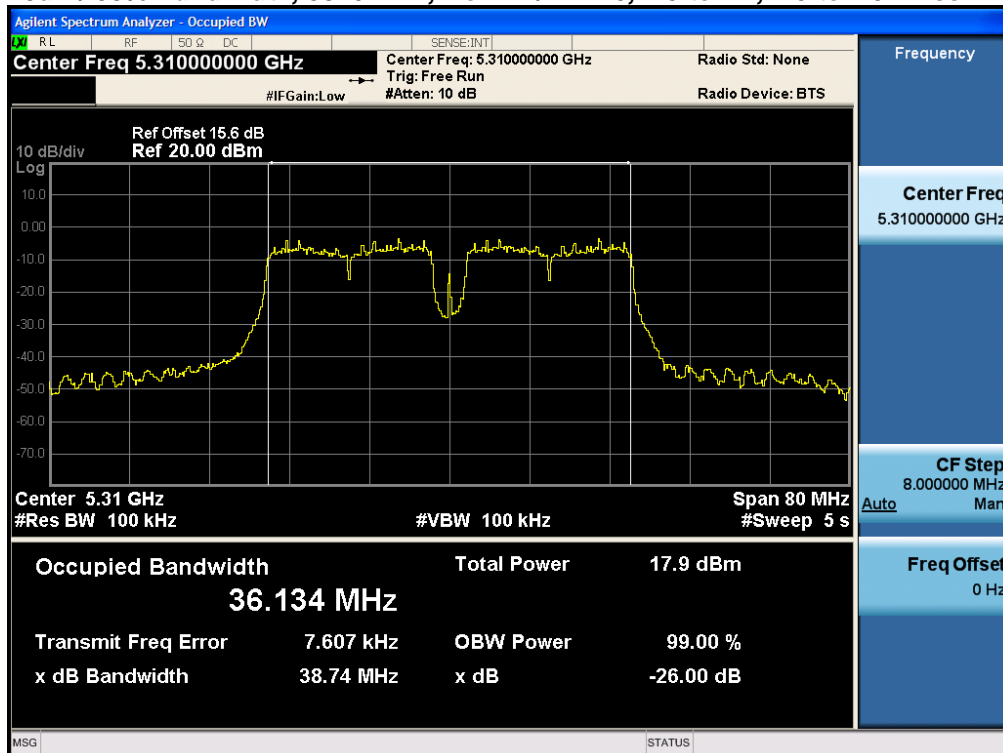 Agilent Spectrum Analyzer - Occupied BW
LXI RL RF 50 Ω DC SENSE:INT
Center Freq 5.310000000 GHz
Center Freq: 5.310000000 GHz
Radio Std: None
Trig: Free Run
#IFGain:Low
#Atten: 10 dB
Radio Device: BTS
Ref Offset 15.6 dB
10 dB/div Ref 20.00 dBm
Log
10.0
0.00
-10.0
-20.0
-30.0
-40.0
-50.0
-60.0
-70.0
Center 5.31 GHz
Span 80 MHz
#Res BW 100 kHz
#VBW 100 kHz
#Sweep 5 s
Occupied Bandwidth
Total Power 17.9 dBm
36.134 MHz
Transmit Freq Error 7.607 kHz
OBW Power 99.00 %
x dB Bandwidth 38.74 MHz
x dB -26.00 dB
MSG
STATUS
Frequency
Center Freq
5.310000000 GHz
CF Step
8.000000 MHz
Auto Man
Freq Offset
0 Hz